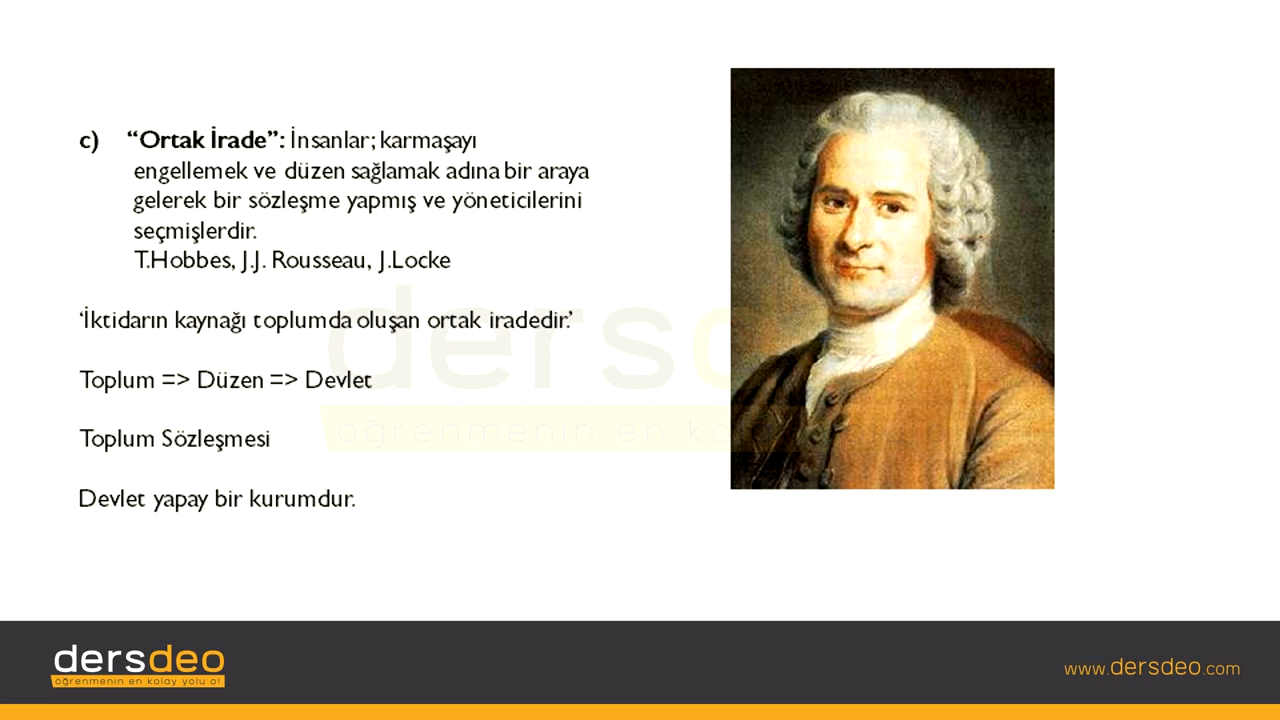 c) “Ortak İrade”: İnsanlar; karmaşayı
engellemek ve düzen sağlamak adına bir araya
gelerek bir sözleşme yapmış ve yöneticilerini
seçmişlerdir.
T.Hobbes, J.J. Rousseau, J.Locke
‘İktidarın kaynağı toplumda oluşan ortak iradedir.’
Toplum => Düzen => Devlet
Toplum Sözleşmesi
Devlet yapay bir kurumdur.
dersdeo
öğrenmenin en kolay yolu o!
www.dersdeo.com